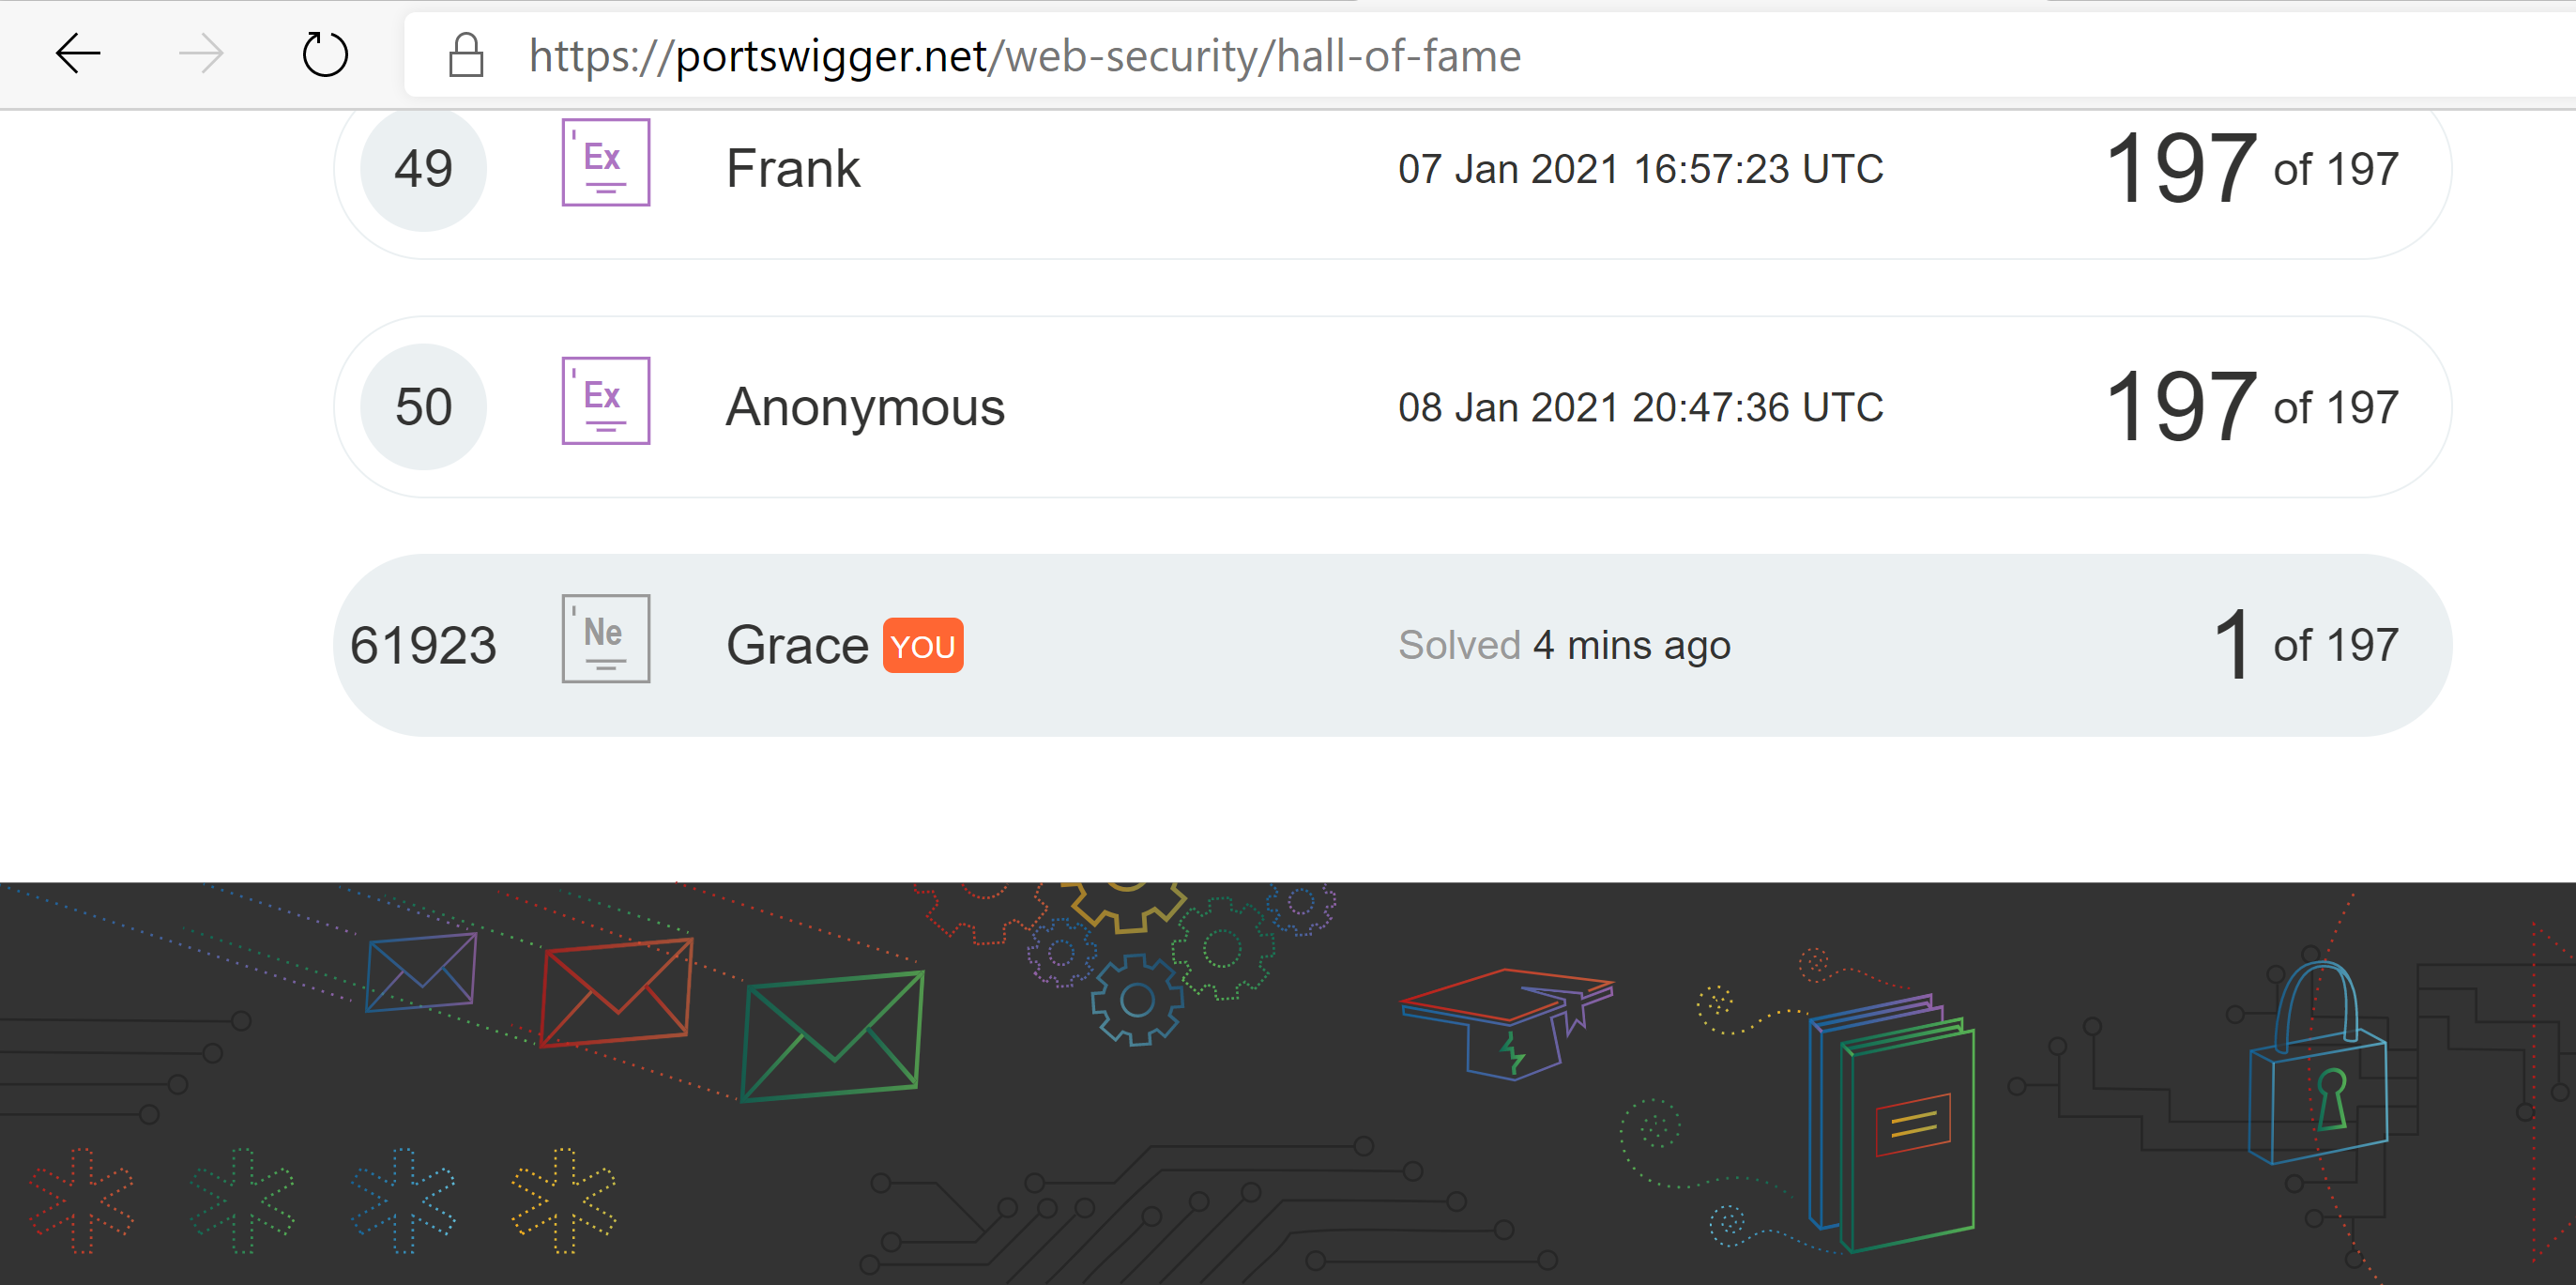 https://portswigger.net/web-security/hall-of-fame
49 Ex Frank 07 Jan 2021 16:57:23 UTC 197 of 197
50 Ex Anonymous 08 Jan 2021 20:47:36 UTC 197 of 197
61923 Ne Grace YOU Solved 4 mins ago 1 of 197